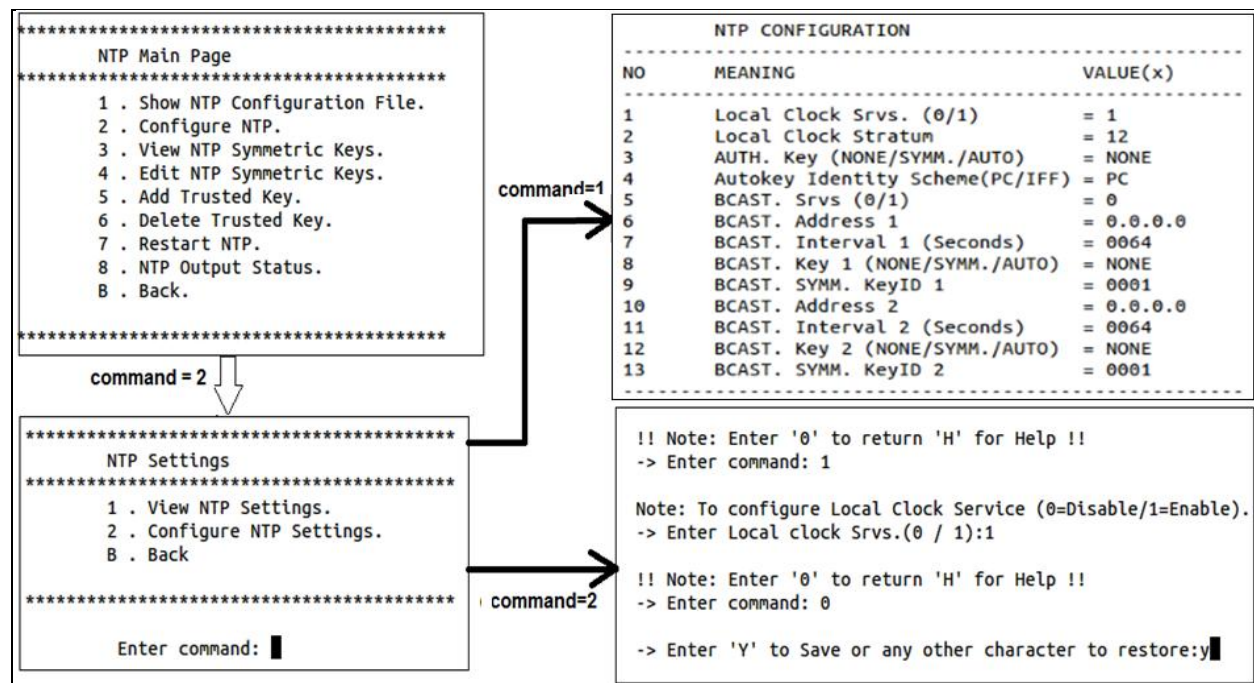 ******************************************
NTP Main Page
******************************************
1 . Show NTP Configuration File.
2 . Configure NTP.
3 . View NTP Symmetric Keys.
4 . Edit NTP Symmetric Keys.
5 . Add Trusted Key.
6 . Delete Trusted Key.
7 . Restart NTP.
8 . NTP Output Status.
B . Back.
******************************************
command = 2
******************************************
NTP Settings
******************************************
1 . View NTP Settings.
2 . Configure NTP Settings.
B . Back
******************************************
Enter command:
command=1
NTP CONFIGURATION
NO MEANING VALUE(x)
1 Local Clock Srvs. (0/1) = 1
2 Local Clock Stratum = 12
3 AUTH. Key (NONE/SYMM./AUTO) = NONE
4 Autokey Identity Scheme(PC/IFF) = PC
5 BCAST. Srvs (0/1) = 0
6 BCAST. Address 1 = 0.0.0.0
7 BCAST. Interval 1 (Seconds) = 0064
8 BCAST. Key 1 (NONE/SYMM./AUTO) = NONE
9 BCAST. SYMM. KeyID 1 = 0001
10 BCAST. Address 2 = 0.0.0.0
11 BCAST. Interval 2 (Seconds) = 0064
12 BCAST. Key 2 (NONE/SYMM./AUTO) = NONE
13 BCAST. SYMM. KeyID 2 = 0001
command=2
!! Note: Enter '0' to return 'H' for Help !!
-> Enter command: 1
Note: To configure Local Clock Service (0=Disable/1=Enable).
-> Enter Local clock Srvs.(0 / 1):1
!! Note: Enter '0' to return 'H' for Help !!
-> Enter command: 0
-> Enter 'Y' to Save or any other character to restore:y